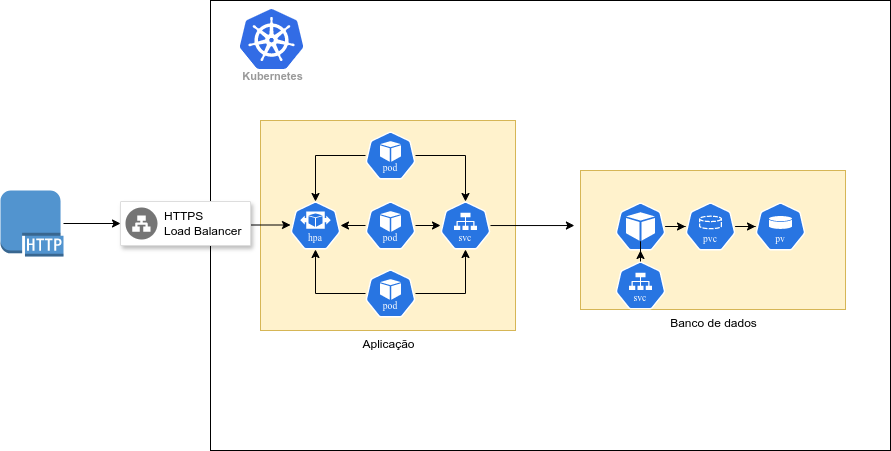 Kubernetes
pod
HTTPS
Load Balancer
HTTP
hpa
pod
svc
pod
Aplicação
pvc
pv
svc
Banco de dados